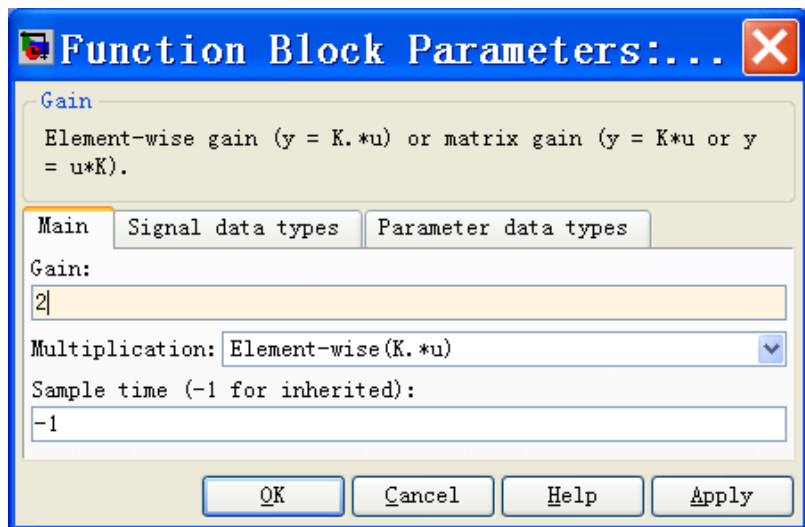 Function Block Parameters:...
Gain
Element-wise gain (y = K.*u) or matrix gain (y = K*u or y
= u*K).
Main Signal data types Parameter data types
Gain:
2
Multiplication: Element-wise(K.*u)
Sample time (-1 for inherited):
-1
OK Cancel Help Apply